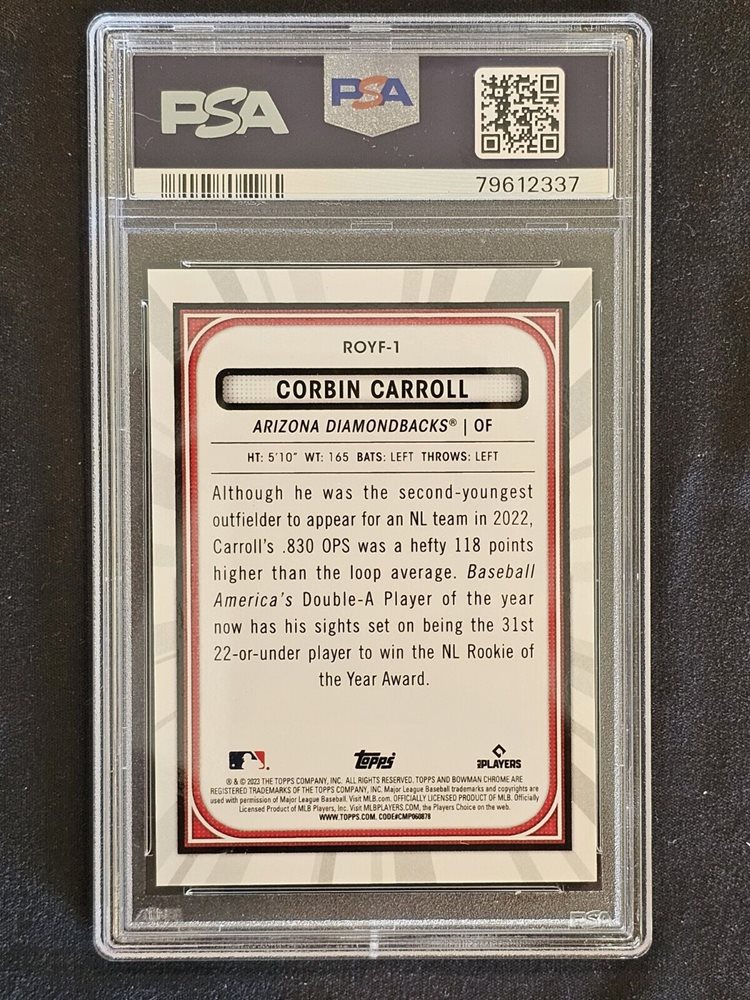 PSA
PSA
79612337
ROYF-1
CORBIN CARROLL
ARIZONA DIAMONDBACKS® | OF
HT: 5'10" WT: 165 BATS: LEFT THROWS: LEFT
Although he was the second-youngest
outfielder to appear for an NL team in 2022,
Carroll's .830 OPS was a hefty 118 points
higher than the loop average. Baseball
America's Double-A Player of the year
now has his sights set on being the 31st
22-or-under player to win the NL Rookie of
the Year Award.
Topps
PLAYERS
® & © 2023 THE TOPPS COMPANY, INC. ALL RIGHTS RESERVED. TOPPS AND BOWMAN CHROME ARE
REGISTERED TRADEMARKS OF THE TOPPS COMPANY, INC. Major League Baseball trademarks and copyrights are
used with permission of Major League Baseball. Visit MLB.com. OFFICIALLY LICENSED PRODUCT OF MLB. Officially
Licensed Product of MLB Players, Inc. Visit MLBPLAYERS.COM, the Players Choice on the web.
WWW.TOPPS.COM. CODE#CMP060878
PSA